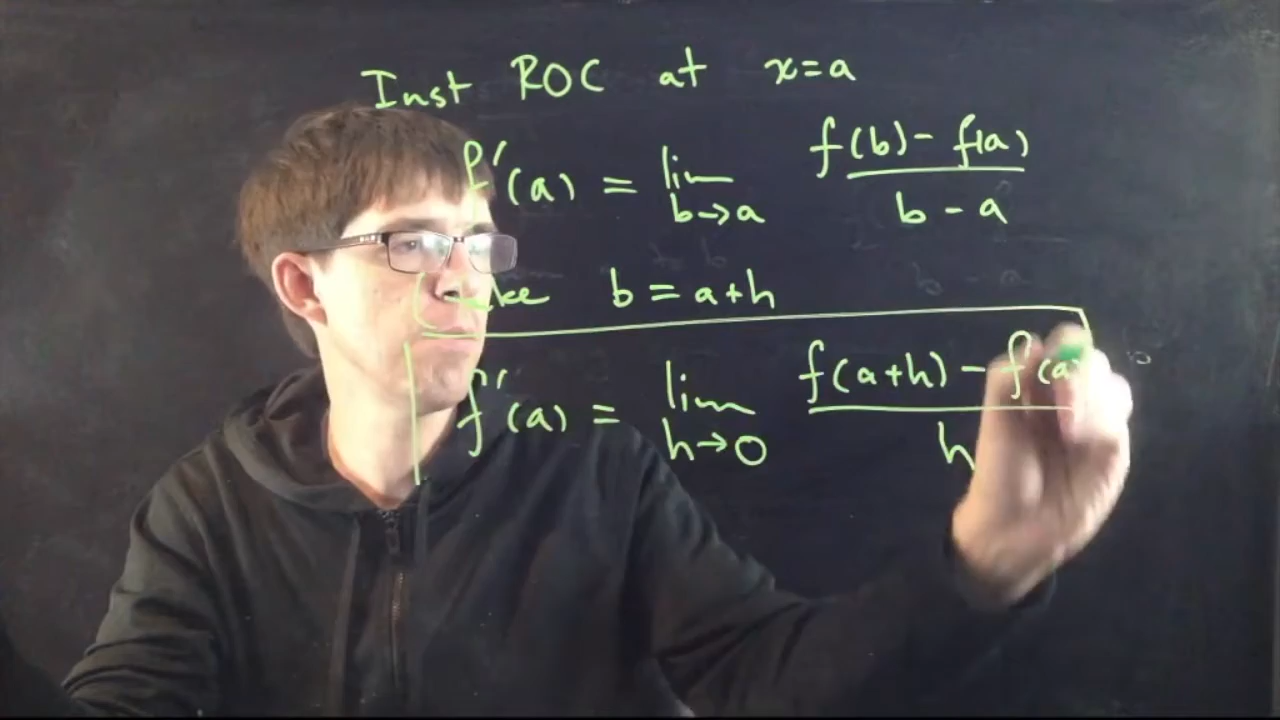 Inst ROC at x=a
f'(a) = lim b→a f(b) - f(a) / b - a
b = a+h
f'(a) = lim h→0 f(a+h) - f(a) / h